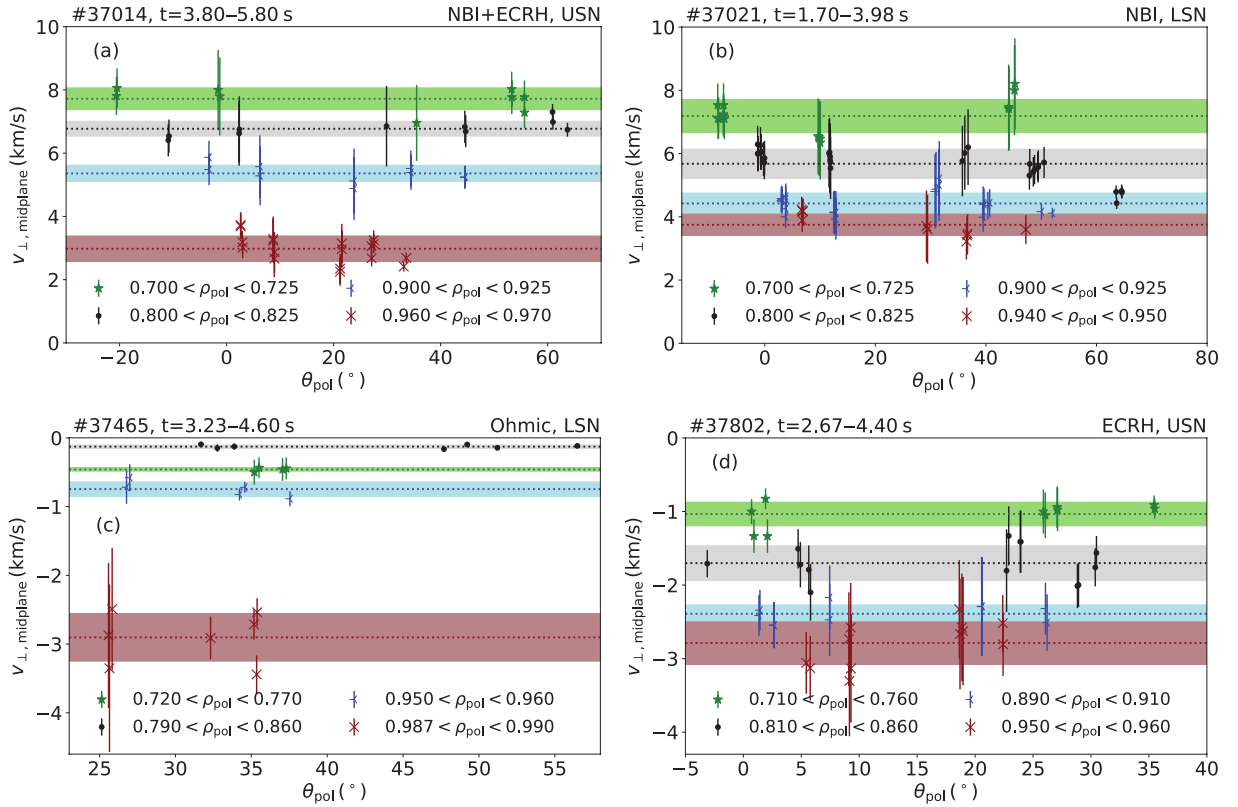 #37014, t=3.80–5.80 s NBI+ECRH, USN
(a)
10
8
6
4
2
0
v⊥, midplane (km/s)
0.700 < ρpol < 0.725 0.900 < ρpol < 0.925
0.800 < ρpol < 0.825 0.960 < ρpol < 0.970
−20 0 20 40 60
θpol (°)
#37021, t=1.70–3.98 s NBI, LSN
(b)
10
8
6
4
2
0
v⊥, midplane (km/s)
0.700 < ρpol < 0.725 0.900 < ρpol < 0.925
0.800 < ρpol < 0.825 0.940 < ρpol < 0.950
0 20 40 60 80
θpol (°)
#37465, t=3.23–4.60 s Ohmic, LSN
0
−1
−2
−3
−4
(c)
v⊥, midplane (km/s)
0.720 < ρpol < 0.770 0.950 < ρpol < 0.960
0.790 < ρpol < 0.860 0.987 < ρpol < 0.990
25 30 35 40 45 50 55
θpol (°)
#37802, t=2.67–4.40 s ECRH, USN
(d)
0
−1
−2
−3
−4
v⊥, midplane (km/s)
0.710 < ρpol < 0.760 0.890 < ρpol < 0.910
0.810 < ρpol < 0.860 0.950 < ρpol < 0.960
−5 0 5 10 15 20 25 30 35 40
θpol (°)